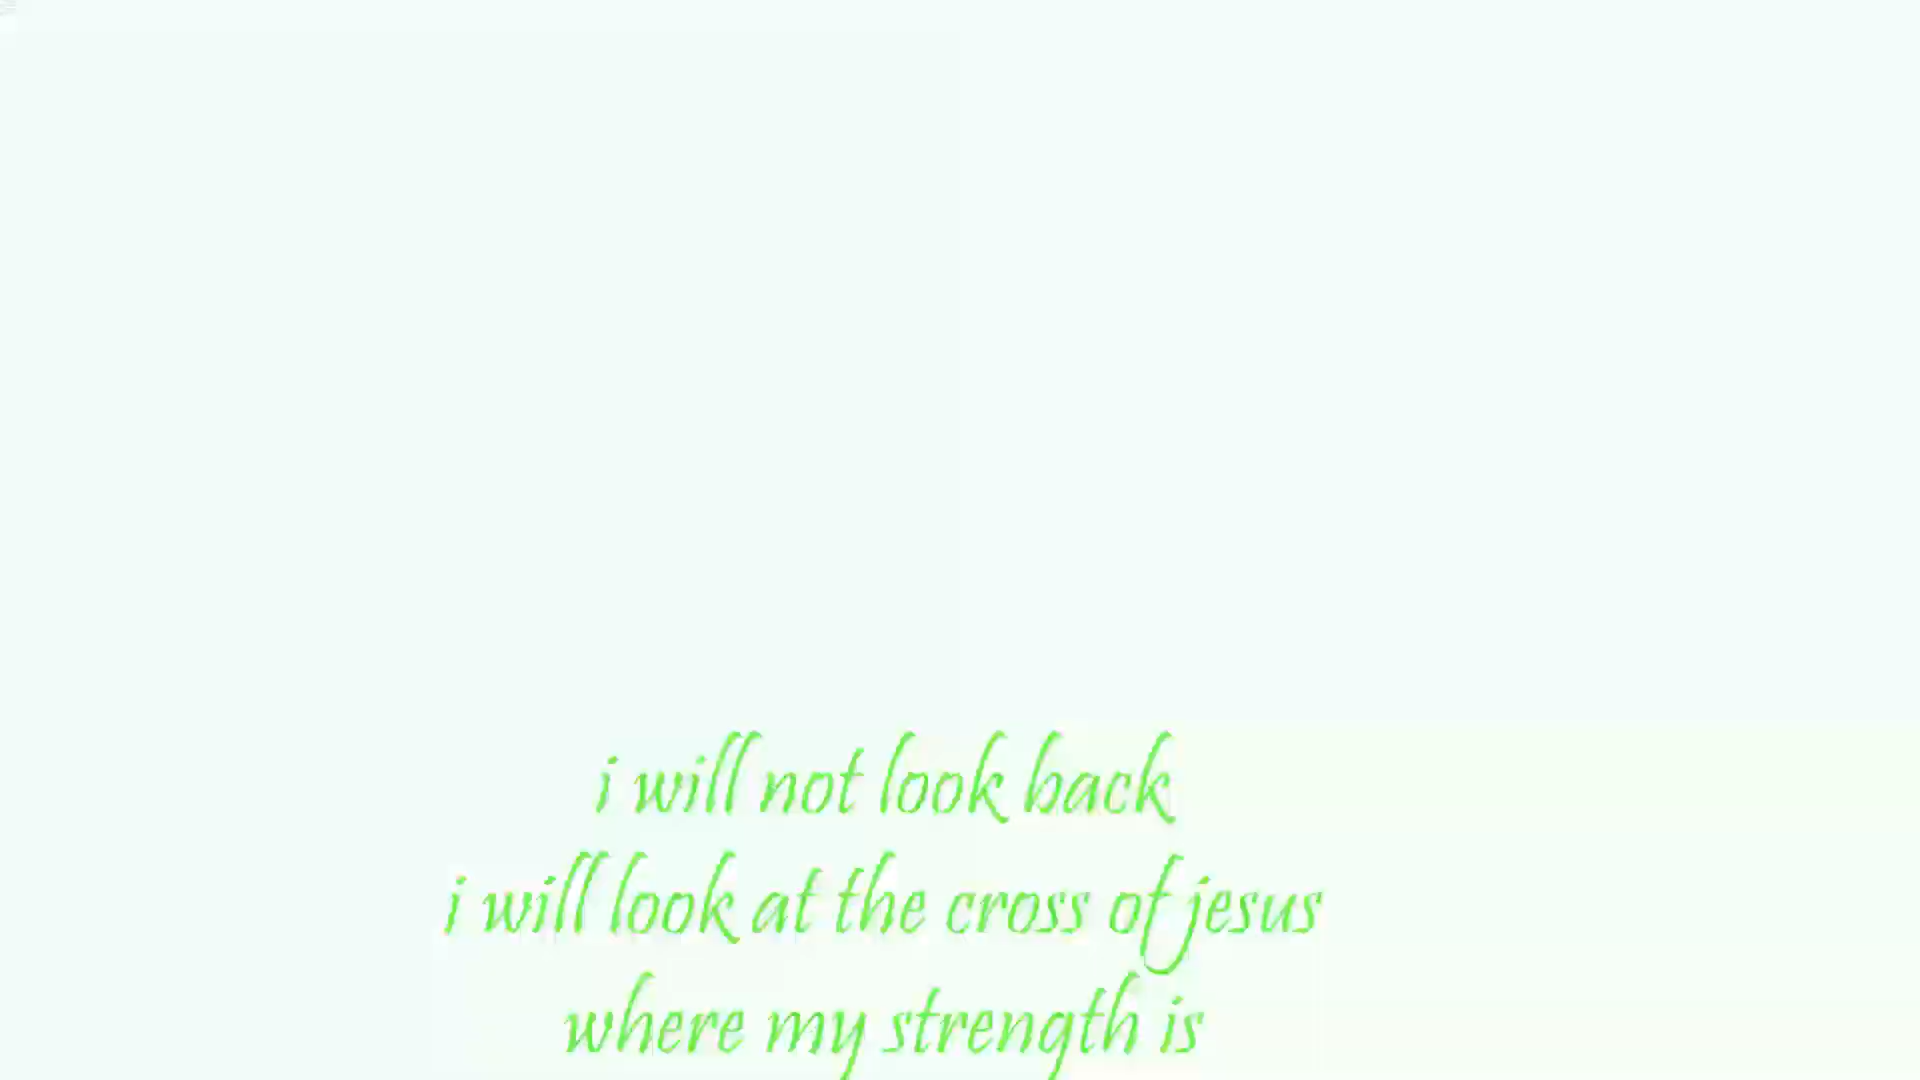 i will not look back
i will look at the cross of jesus
where my strength is